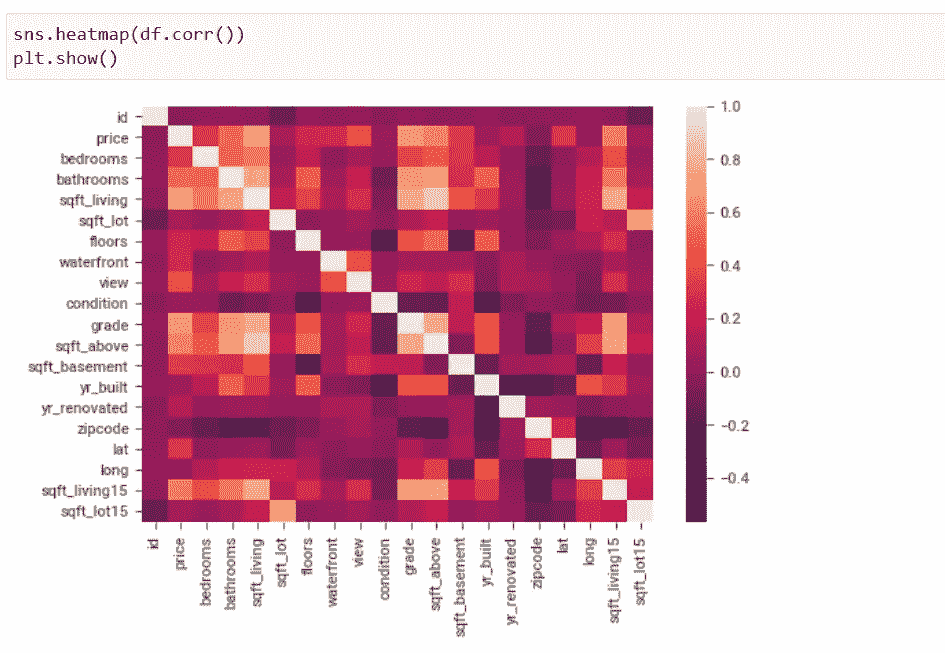 sns.heatmap(df.corr())
plt.show()
id
price
bedrooms
bathrooms
sqft_living
sqft_lot
floors
waterfront
view
condition
grade
sqft_above
sqft_basement
yr_built
yr_renovated
zipcode
lat
long
sqft_living15
sqft_lot15
id
price
bedrooms
bathrooms
sqft_living
sqft_lot
floors
waterfront
view
condition
grade
sqft_above
sqft_basement
yr_built
yr_renovated
zipcode
lat
long
sqft_living15
sqft_lot15
1.0
0.8
0.6
0.4
0.2
0.0
−0.2
−0.4